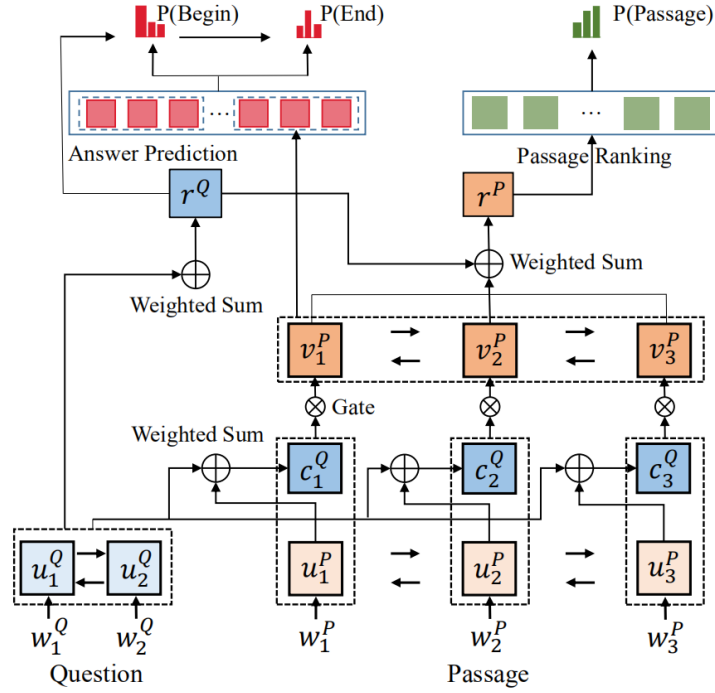 P(Begin) P(End) P(Passage)
... ...
Answer Prediction Passage Ranking
r^Q r^P
Weighted Sum
Weighted Sum
v_1^P v_2^P v_3^P
Gate
Weighted Sum
c_1^Q c_2^Q c_3^Q
u_1^Q u_2^Q u_1^P u_2^P u_3^P
w_1^Q w_2^Q w_1^P w_2^P w_3^P
Question Passage